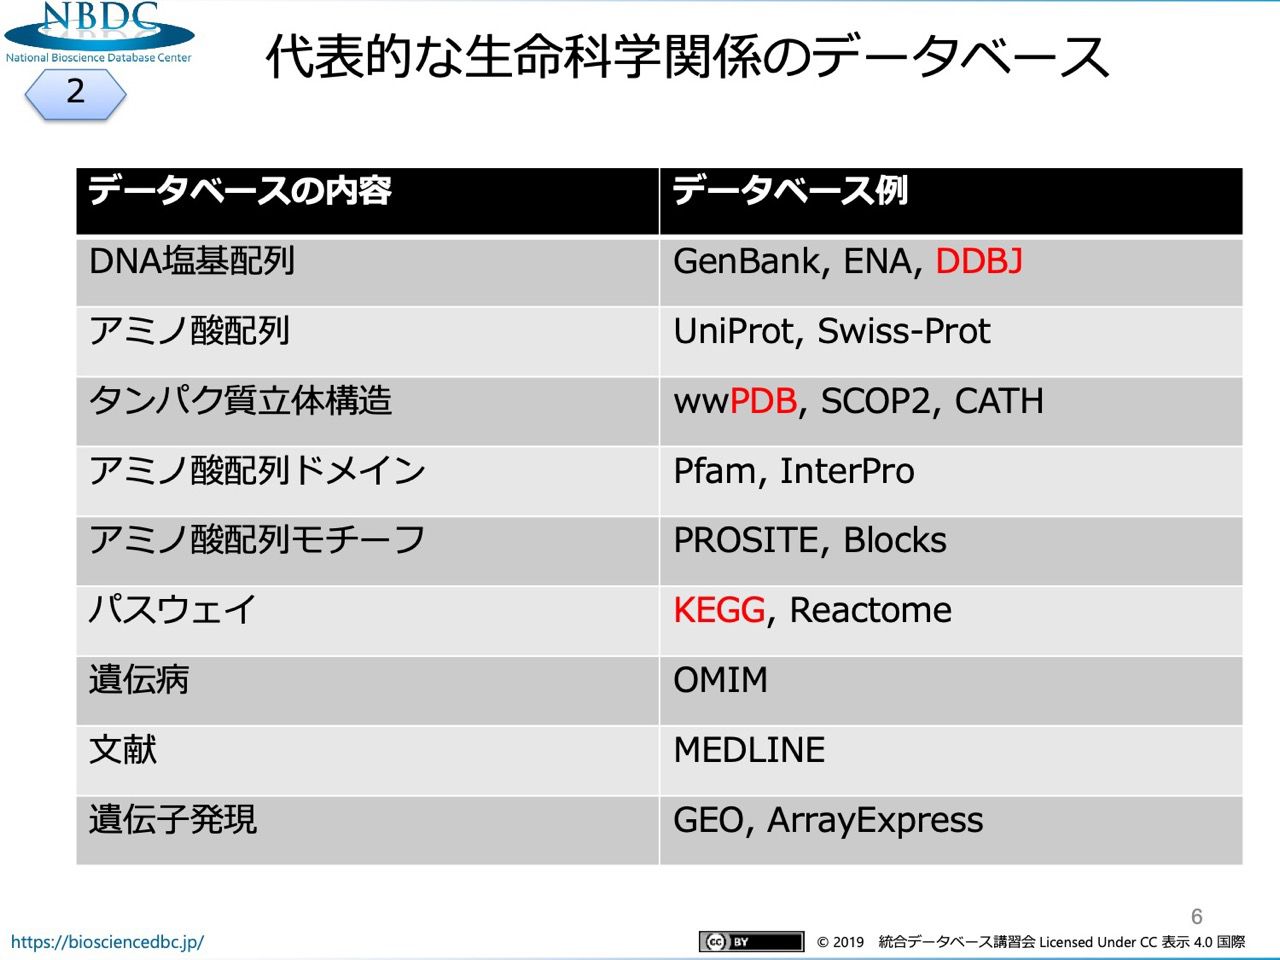 NBDC
National Bioscience Database Center
2
代表的な生命科学関係のデータベース
データベースの内容 データベース例
DNA塩基配列 GenBank, ENA, DDBJ
アミノ酸配列 UniProt, Swiss-Prot
タンパク質立体構造 wwPDB, SCOP2, CATH
アミノ酸配列ドメイン Pfam, InterPro
アミノ酸配列モチーフ PROSITE, Blocks
パスウェイ KEGG, Reactome
遺伝病 OMIM
文献 MEDLINE
遺伝子発現 GEO, ArrayExpress
6
https://biosciencedbc.jp/
cc BY © 2019 統合データベース講習会 Licensed Under CC 表示 4.0 国際